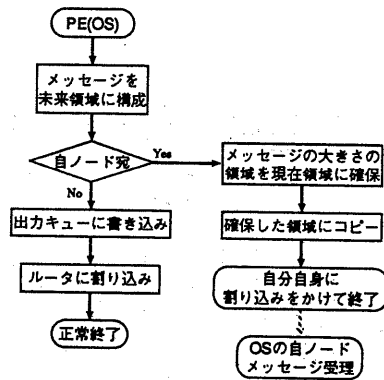 PE(OS)
メッセージを
未来領域に構成
自ノード宛
Yes
No
メッセージの大きさの
領域を現在領域に確保
出力キューに書き込み
確保した領域にコピー
ルータに割り込み
自分自身に
割り込みをかけて終了
正常終了
OSの自ノード
メッセージ受理